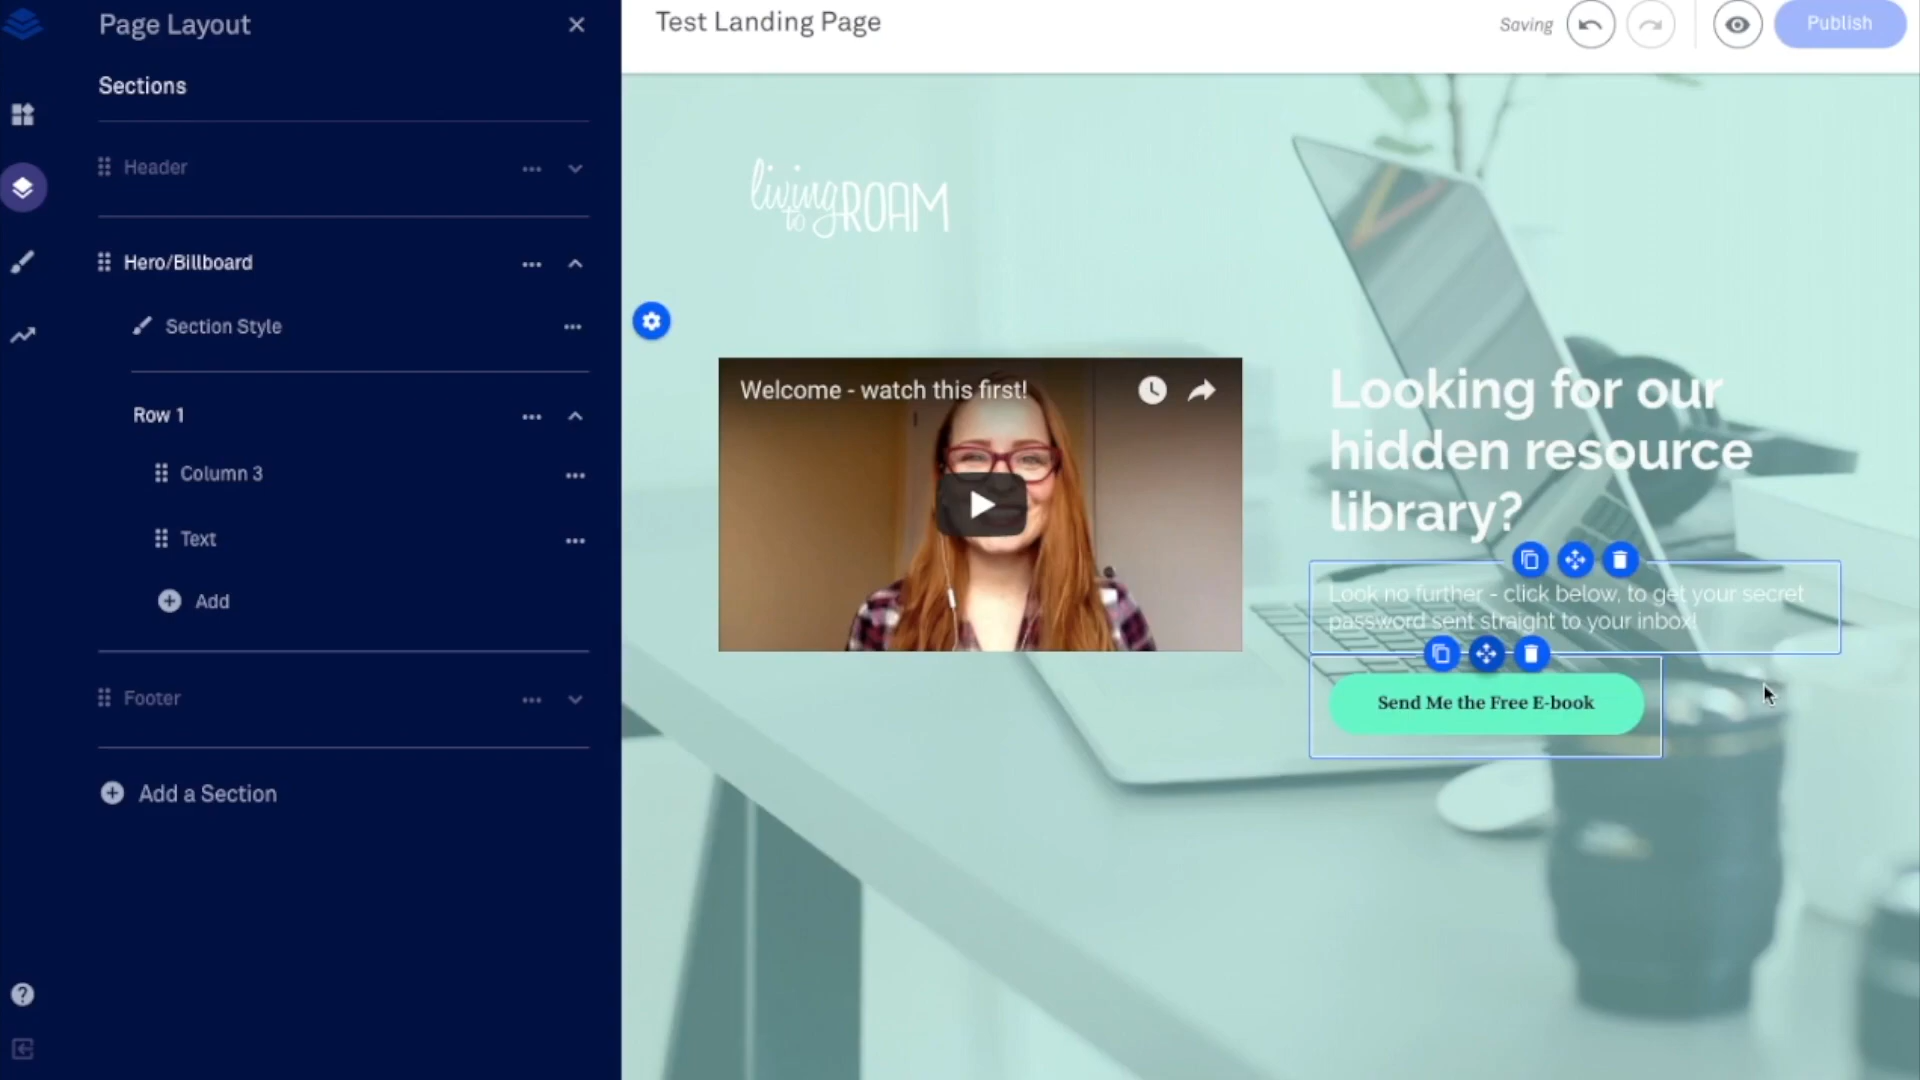 Page Layout
Sections
Header
Hero/Billboard
Section Style
Row 1
Column 3
Text
Add
Footer
Add a Section
Test Landing Page
Saving
Publish
living
to ROAM
Welcome - watch this first!
Looking for our
hidden resource
library?
Look no further - click below, to get your secret
password sent straight to your inbox!
Send Me the Free E-book